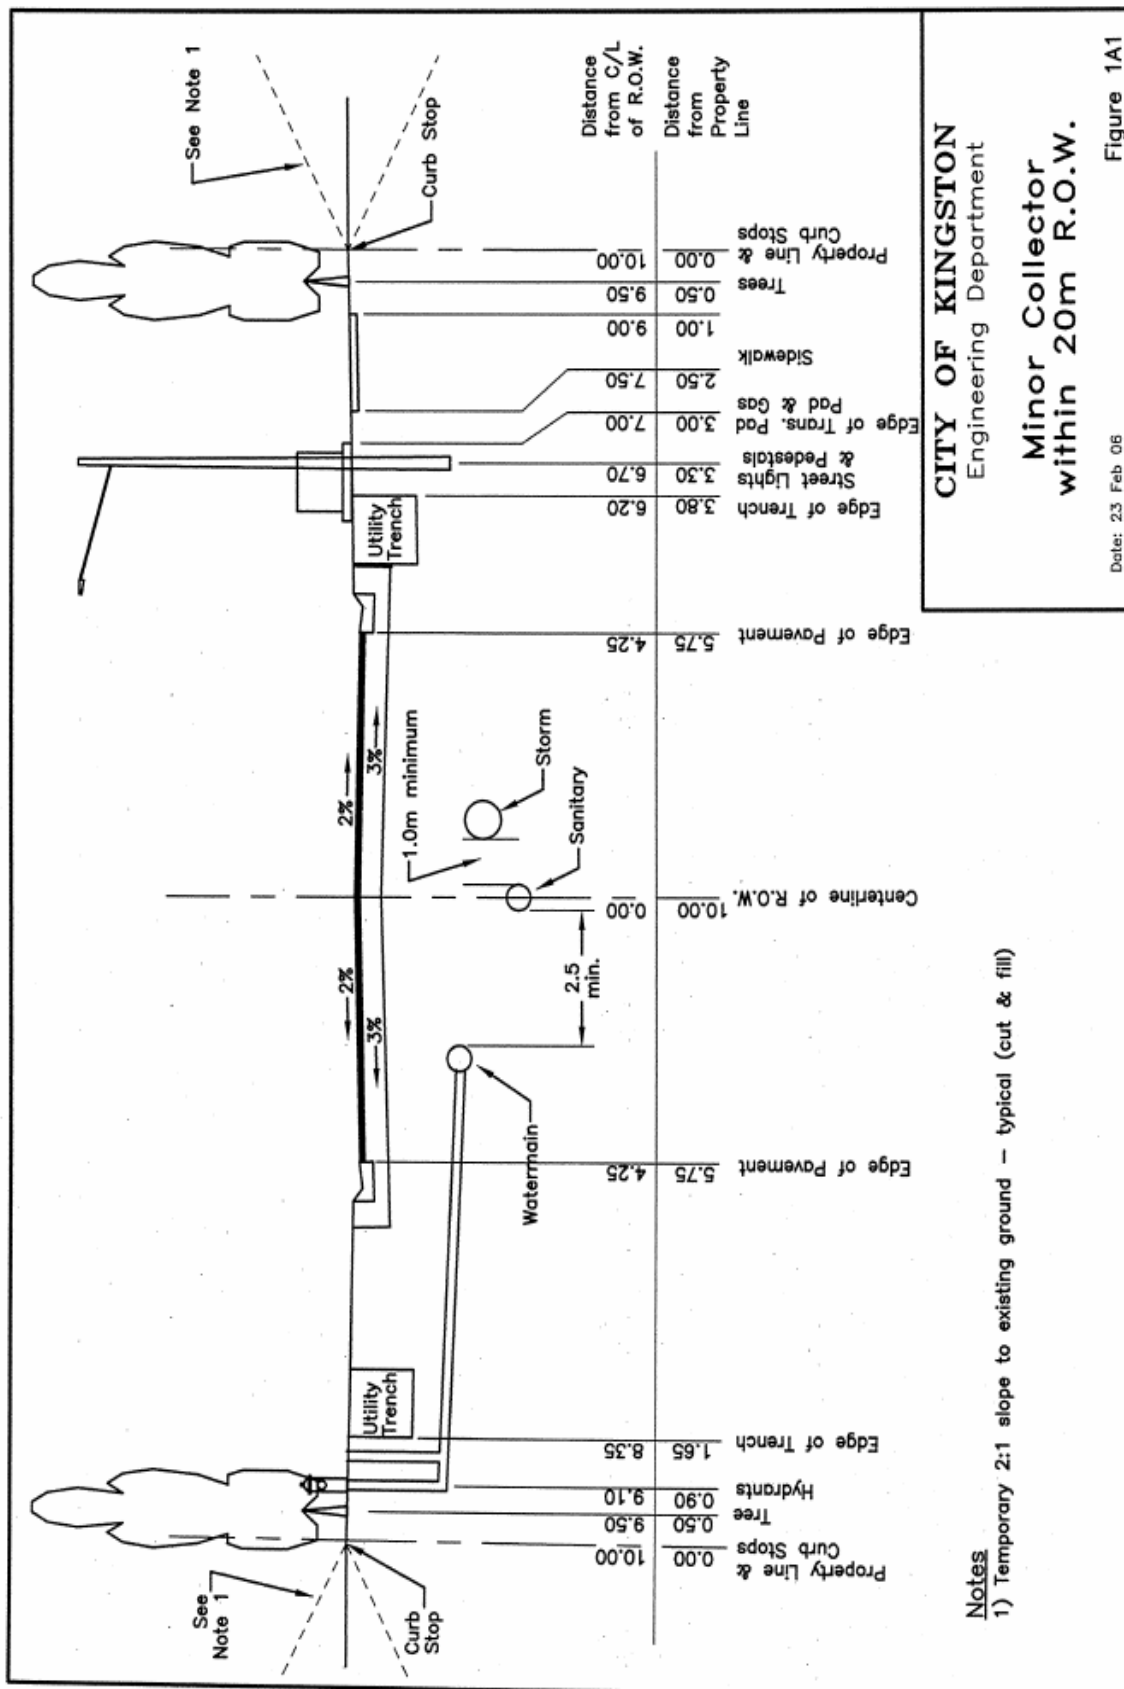 See Note 1
Curb Stop
Utility
Trench
2%
3%
1.0m minimum
Storm
Sanitary
2%
3%
2.5
min.
Watermain
Utility
Trench
See
Note 1
Curb
Stop
Distance
from C/L
of R.O.W.
10.00
9.50
9.10
8.35
4.25
0.00
4.25
6.20
6.70
7.00
7.50
9.00
9.50
10.00
Distance
from
Property
Line
0.00
0.50
0.90
1.65
5.75
10.00
5.75
3.80
3.30
3.00
2.50
1.00
0.50
0.00
Property Line &
Curb Stops
Tree
Hydrants
Edge of Trench
Edge of Pavement
Centerline of R.O.W.
Edge of Pavement
Edge of Trench
Street Lights
& Pedestals
Edge of Trans. Pad
Pad & Gas
Sidewalk
Trees
Property Line &
Curb Stops
Notes
1) Temporary 2:1 slope to existing ground – typical (cut & fill)
CITY OF KINGSTON
Engineering Department
Minor Collector
within 20m R.O.W.
Date: 23 Feb 06
Figure 1A1